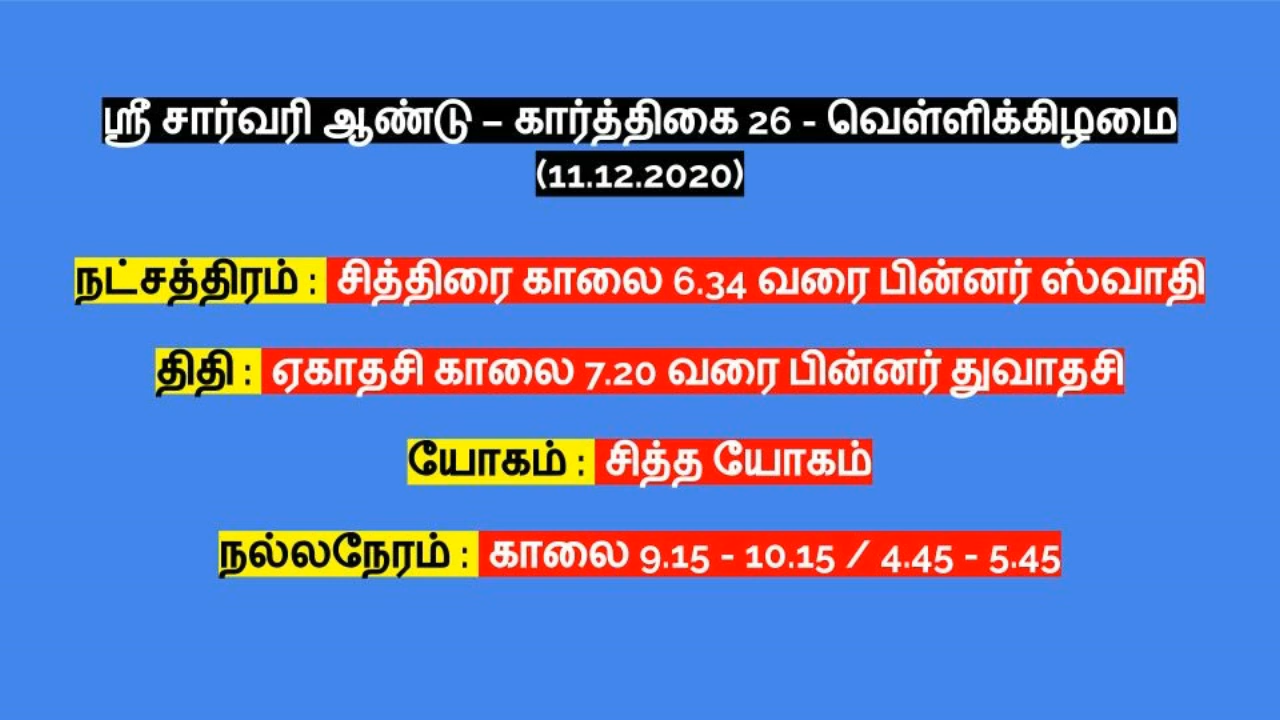 ஸ்ரீ சார்வரி ஆண்டு – கார்த்திகை 26 - வெள்ளிக்கிழமை
(11.12.2020)
நட்சத்திரம் : சித்திரை காலை 6.34 வரை பின்னர் ஸ்வாதி
திதி : ஏகாதசி காலை 7.20 வரை பின்னர் துவாதசி
யோகம் : சித்த யோகம்
நல்லநேரம் : காலை 9.15 - 10.15 / 4.45 - 5.45